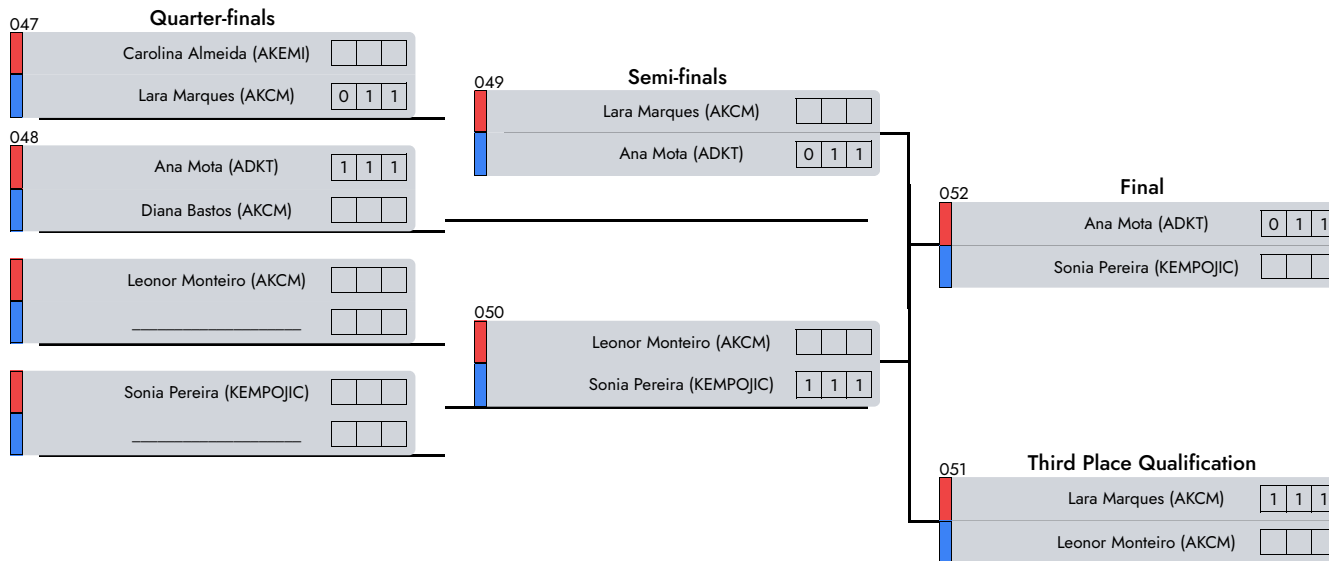 Quarter-finals
047
Carolina Almeida (AKEMI)
Lara Marques (AKCM) 0 1 1
048
Ana Mota (ADKT) 1 1 1
Diana Bastos (AKCM)
Leonor Monteiro (AKCM)
____________________
Sonia Pereira (KEMPOJIC)
____________________
Semi-finals
049
Lara Marques (AKCM)
Ana Mota (ADKT) 0 1 1
050
Leonor Monteiro (AKCM)
Sonia Pereira (KEMPOJIC) 1 1 1
Final
052
Ana Mota (ADKT) 0 1 1
Sonia Pereira (KEMPOJIC)
Third Place Qualification
051
Lara Marques (AKCM) 1 1 1
Leonor Monteiro (AKCM)